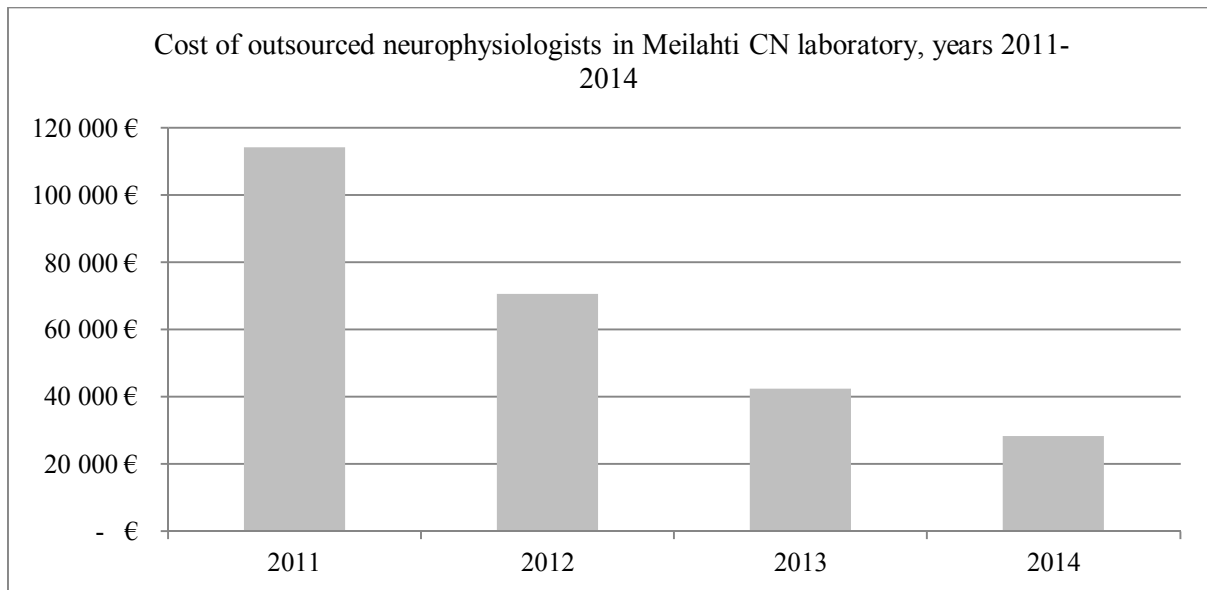 Cost of outsourced neurophysiologists in Meilahti CN laboratory, years 2011-
2014
120 000 €
100 000 €
80 000 €
60 000 €
40 000 €
20 000 €
- €
2011 2012 2013 2014